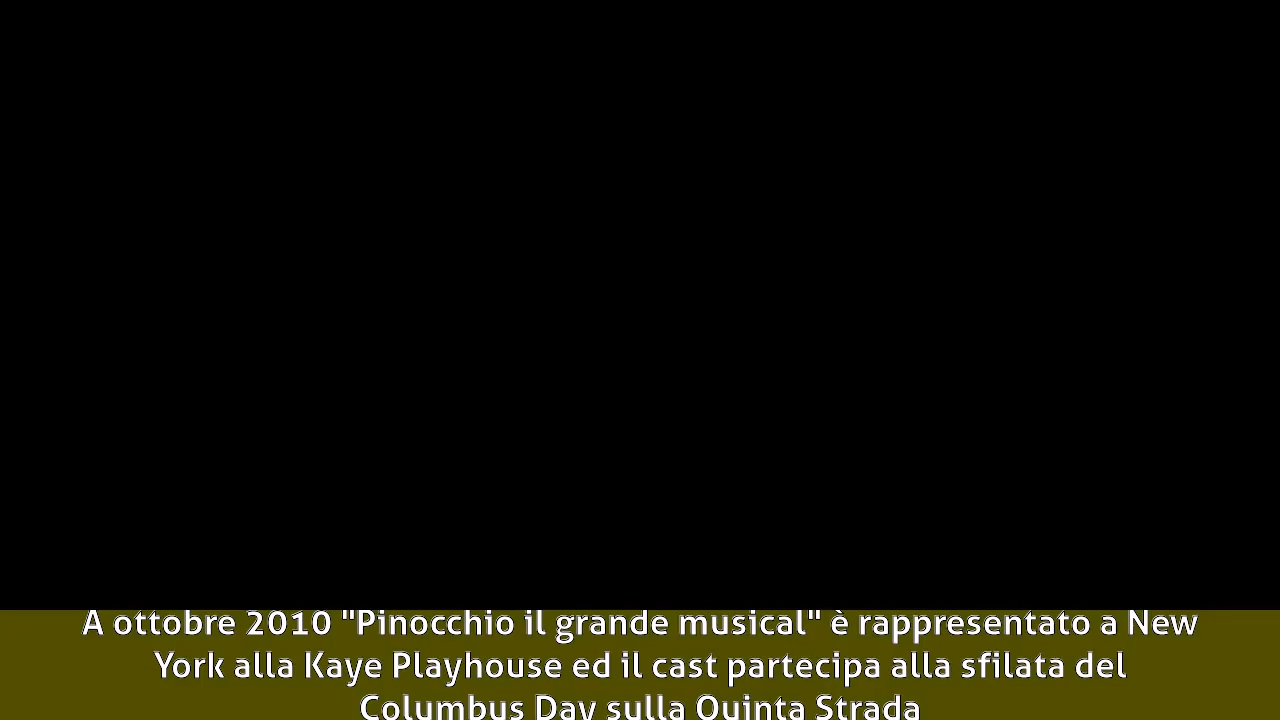 A ottobre 2010 "Pinocchio il grande musical" è rappresentato a New
York alla Kaye Playhouse ed il cast partecipa alla sfilata del
Columbus Day sulla Quinta Strada